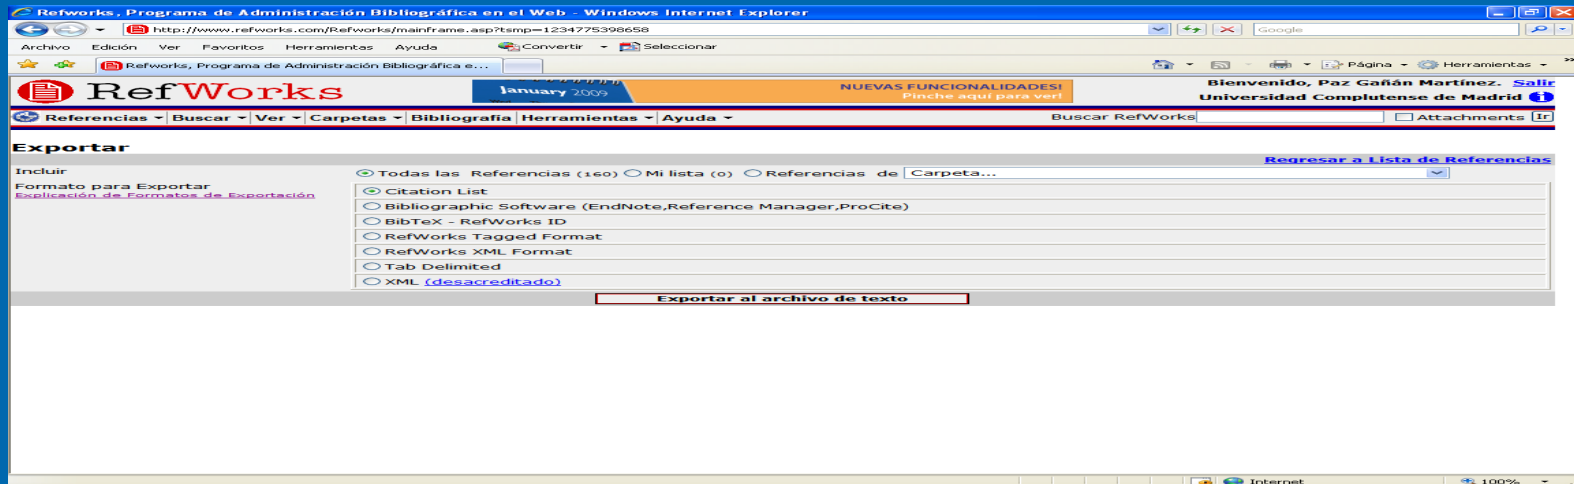 Refworks, Programa de Administración Bibliográfica en el Web - Windows Internet Explorer
http://www.refworks.com/Refworks/mainframe.asp?tsmp=1234775398658
Google
Archivo Edición Ver Favoritos Herramientas Ayuda Convertir Seleccionar
Refworks, Programa de Administración Bibliográfica e... Página Herramientas »
RefWorks
January 2009
NUEVAS FUNCIONALIDADES!
Pinche aquí para ver!
Bienvenido, Paz Gañán Martínez. Salir
Universidad Complutense de Madrid
Referencias Buscar Ver Carpetas Bibliografía Herramientas Ayuda Buscar RefWorks Attachments Ir
Exportar
Regresar a Lista de Referencias
Incluir
Todas las Referencias (160) Mi lista (0) Referencias de Carpeta...
Formato para Exportar
Explicación de Formatos de Exportación
Citation List
Bibliographic Software (EndNote,Reference Manager,ProCite)
BibTeX - RefWorks ID
RefWorks Tagged Format
RefWorks XML Format
Tab Delimited
XML (desacreditado)
Exportar al archivo de texto
Internet 100%